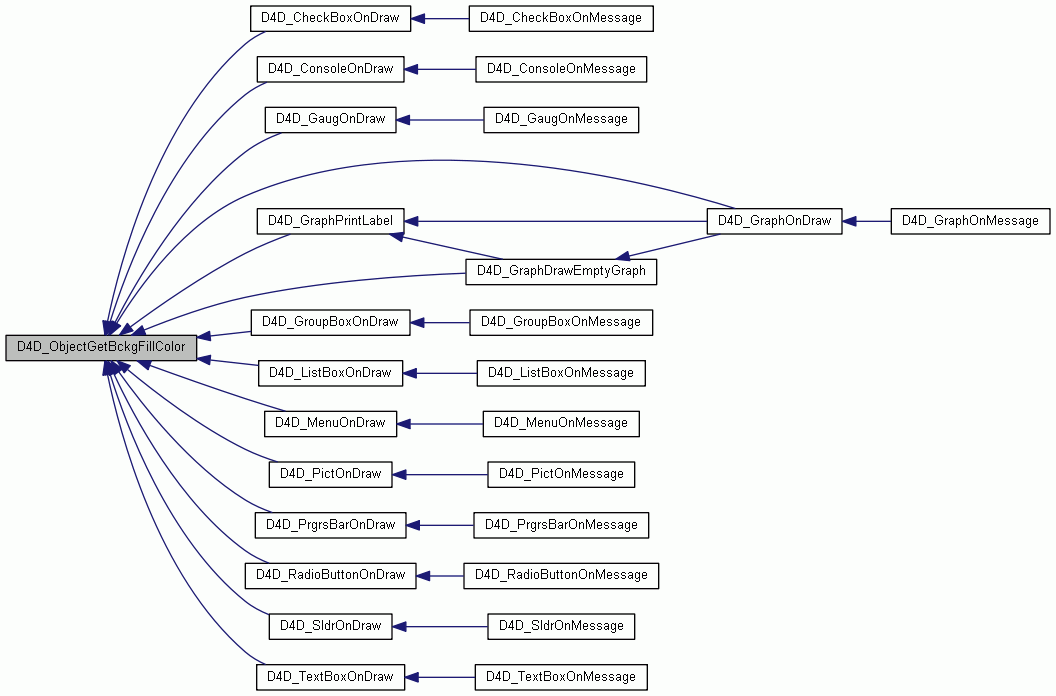 D4D_CheckBoxOnDraw D4D_CheckBoxOnMessage
D4D_ConsoleOnDraw D4D_ConsoleOnMessage
D4D_GaugOnDraw D4D_GaugOnMessage
D4D_GraphPrintLabel D4D_GraphOnDraw D4D_GraphOnMessage
D4D_GraphDrawEmptyGraph
D4D_GroupBoxOnDraw D4D_GroupBoxOnMessage
D4D_ObjectGetBckgFillColor
D4D_ListBoxOnDraw D4D_ListBoxOnMessage
D4D_MenuOnDraw D4D_MenuOnMessage
D4D_PictOnDraw D4D_PictOnMessage
D4D_PrgrsBarOnDraw D4D_PrgrsBarOnMessage
D4D_RadioButtonOnDraw D4D_RadioButtonOnMessage
D4D_SldrOnDraw D4D_SldrOnMessage
D4D_TextBoxOnDraw D4D_TextBoxOnMessage